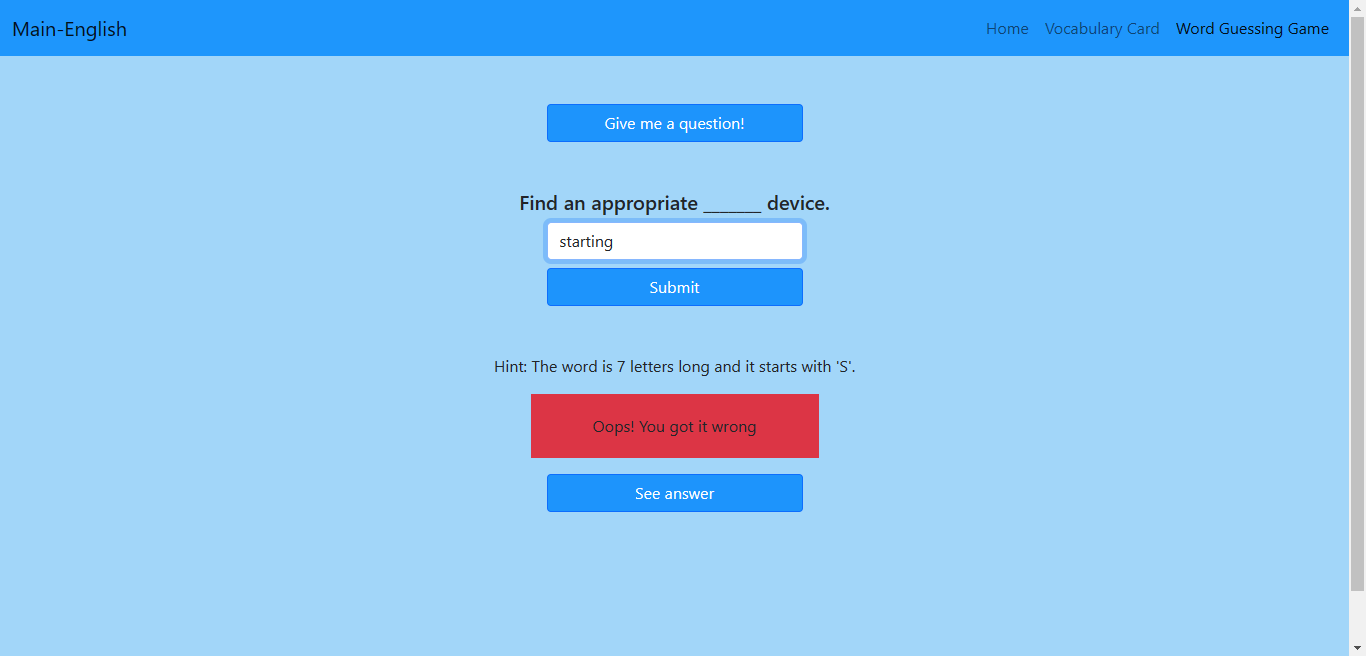 Main-English
Home Vocabulary Card Word Guessing Game
Give me a question!
Find an appropriate _______ device.
starting
Submit
Hint: The word is 7 letters long and it starts with 'S'.
Oops! You got it wrong
See answer